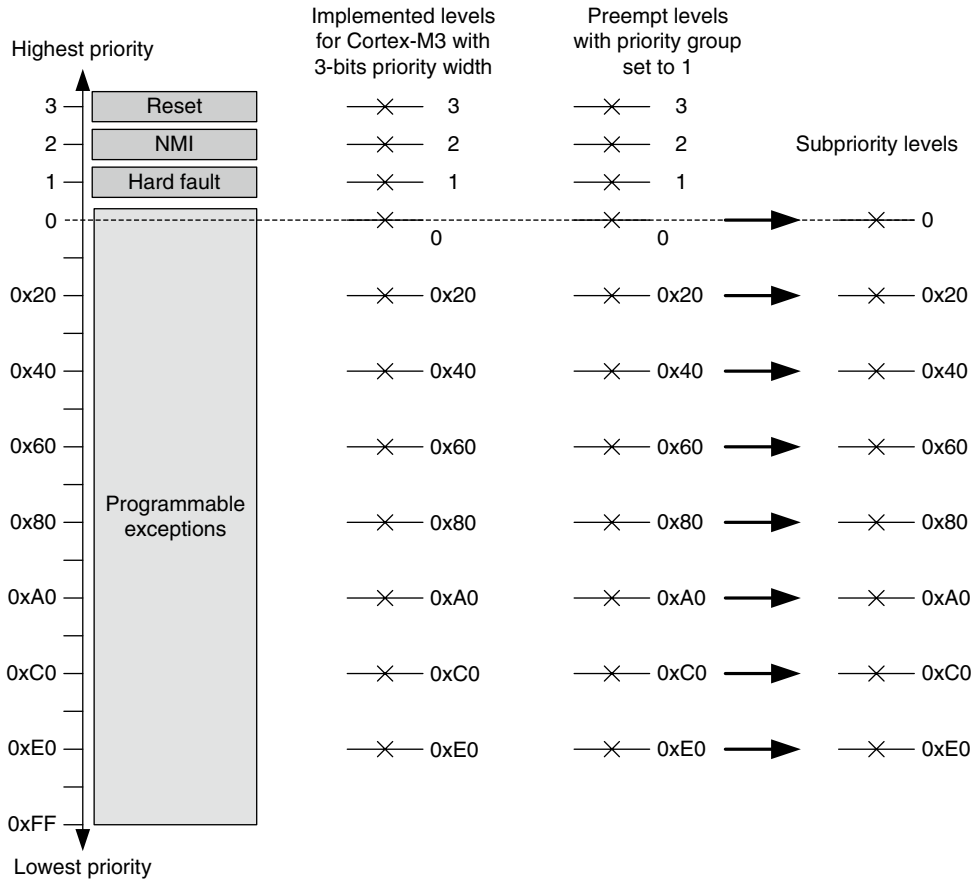 Highest priority
Implemented levels
for Cortex-M3 with
3-bits priority width
Preempt levels
with priority group
set to 1
Subpriority levels
3 Reset 3 3
2 NMI 2 2
1 Hard fault 1 1
0 0 0 0
0x20 0x20 0x20 0x20
0x40 0x40 0x40 0x40
0x60 0x60 0x60 0x60
Programmable
exceptions
0x80 0x80 0x80 0x80
0xA0 0xA0 0xA0 0xA0
0xC0 0xC0 0xC0 0xC0
0xE0 0xE0 0xE0 0xE0
0xFF
Lowest priority